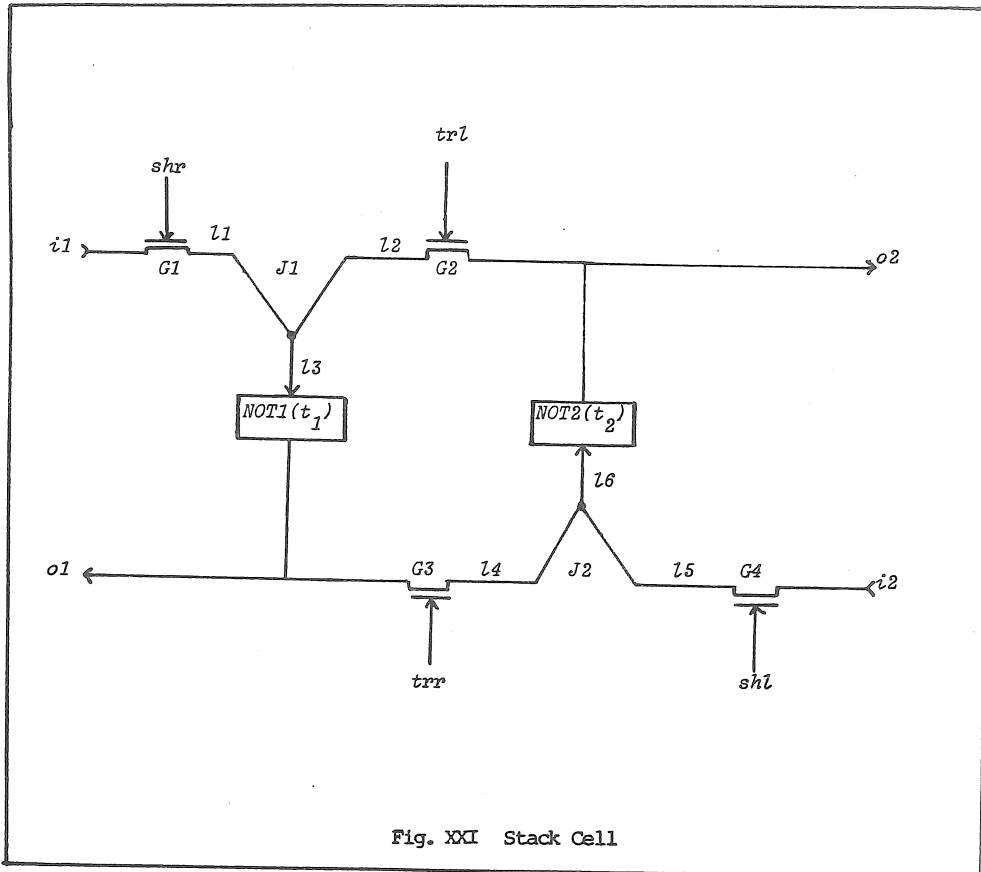 trl
shr
i1
l1
l2
o2
G1
J1
G2
l3
NOT1(t1)
NOT2(t2)
l6
o1
G3
l4
J2
l5
G4
i2
trr
shl
Fig. XXI Stack Cell